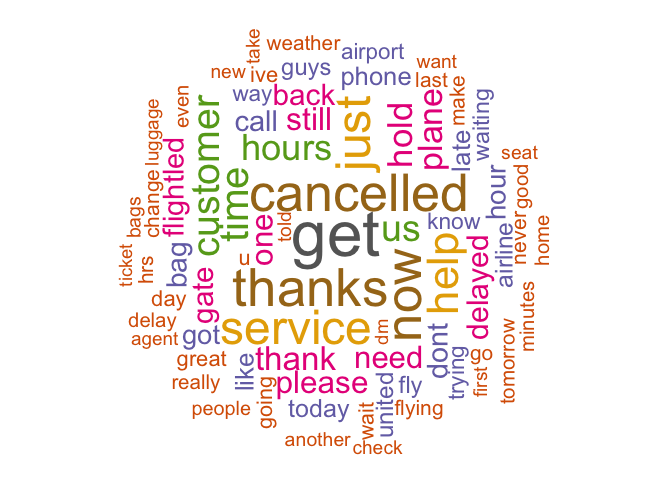 take
weather
airport
new
ive
guys
phone
want
last
even
way
back
make
call
still
just
hold
plane
late
waiting
luggage
change
flightled
customer
hours
seat
time
cancelled
hour
good
never
bags
one
told
get
us
know
airline
home
ticket
hrs
bag
u
thanks
now
help
delayed
minutes
day
gate
delay
agent
got
service
dm
dont
trying
go
first
tomorrow
great
thank
need
really
like
please
united
fly
people
going
today
wait
flying
another
check